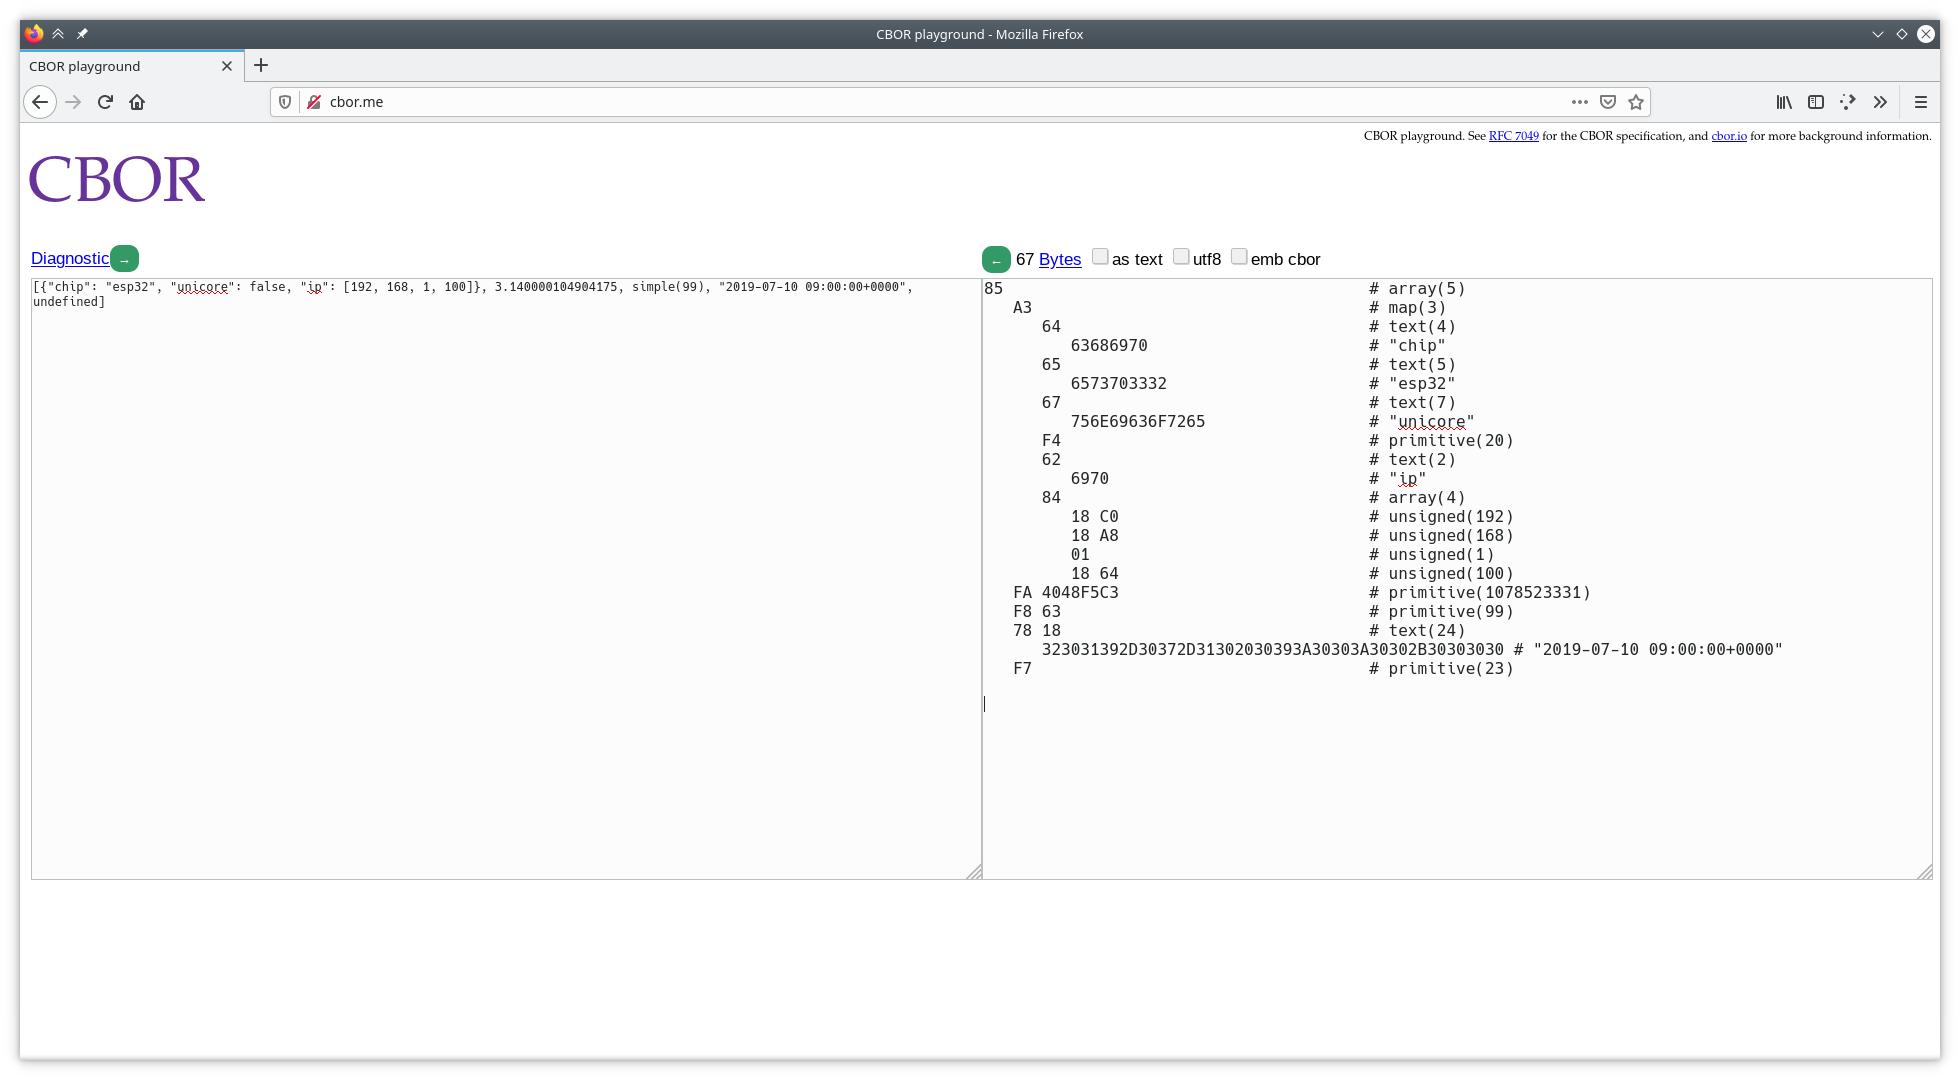 CBOR playground - Mozilla Firefox
CBOR playground
cbor.me
CBOR playground. See RFC 7049 for the CBOR specification, and cbor.io for more background information.
CBOR
Diagnostic →
← 67 Bytes as text utf8 emb cbor
[{"chip": "esp32", "unicore": false, "ip": [192, 168, 1, 100]}, 3.140000104904175, simple(99), "2019-07-10 09:00:00+0000",
undefined]
85 # array(5)
A3 # map(3)
64 # text(4)
63686970 # "chip"
65 # text(5)
6573703332 # "esp32"
67 # text(7)
756E69636F7265 # "unicore"
F4 # primitive(20)
62 # text(2)
6970 # "ip"
84 # array(4)
18 C0 # unsigned(192)
18 A8 # unsigned(168)
01 # unsigned(1)
18 64 # unsigned(100)
FA 4048F5C3 # primitive(1078523331)
F8 63 # primitive(99)
78 18 # text(24)
323031392D30372D31302030393A30303A30302B30303030 # "2019-07-10 09:00:00+0000"
F7 # primitive(23)